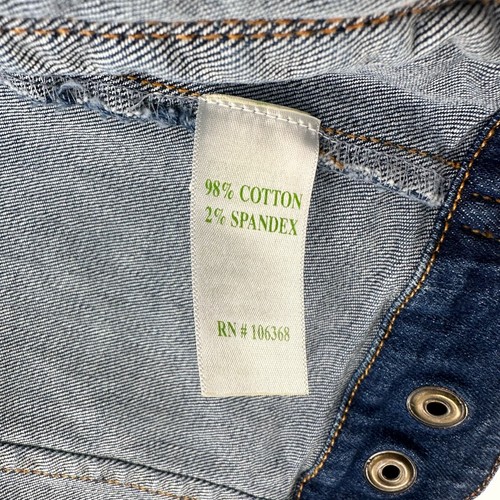 98% COTTON
2% SPANDEX
RN # 106368